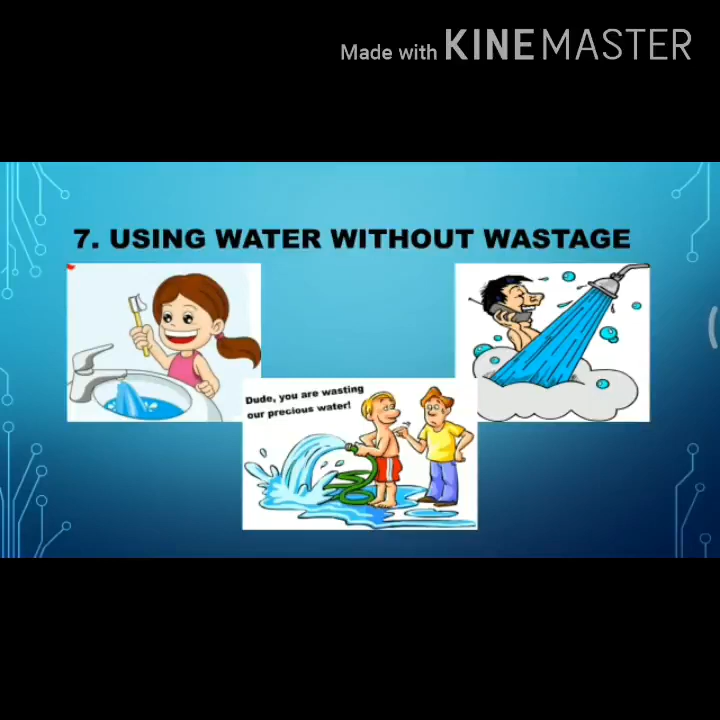 Made with KINEMASTER
7. USING WATER WITHOUT WASTAGE
Dude, you are wasting
our precious water!